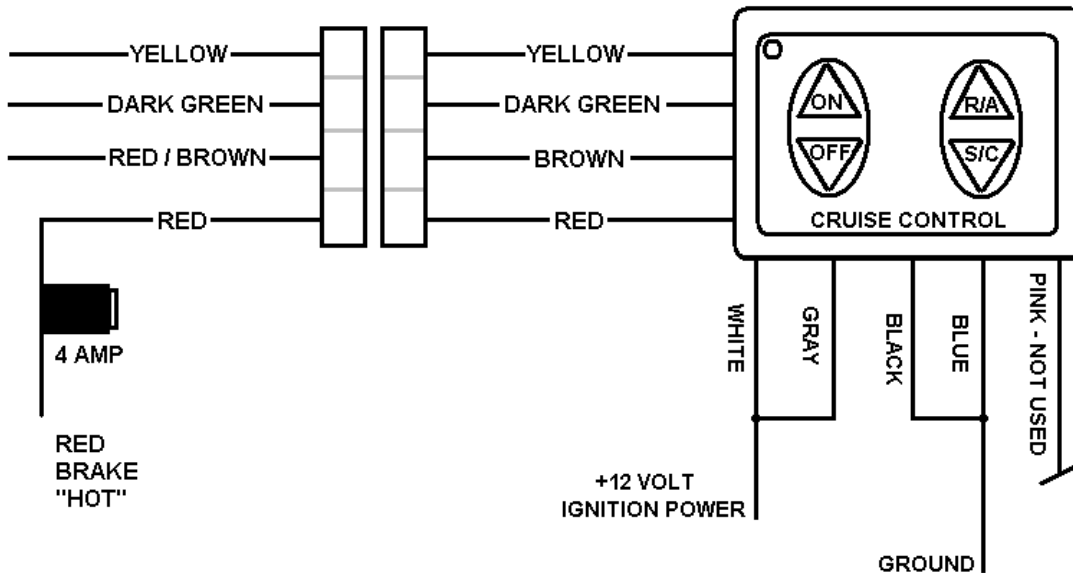 YELLOW
YELLOW
DARK GREEN
DARK GREEN
RED / BROWN
BROWN
RED
RED
ON
R/A
OFF
S/C
CRUISE CONTROL
4 AMP
RED
BRAKE
"HOT"
WHITE
GRAY
BLACK
BLUE
PINK - NOT USED
+12 VOLT
IGNITION POWER
GROUND